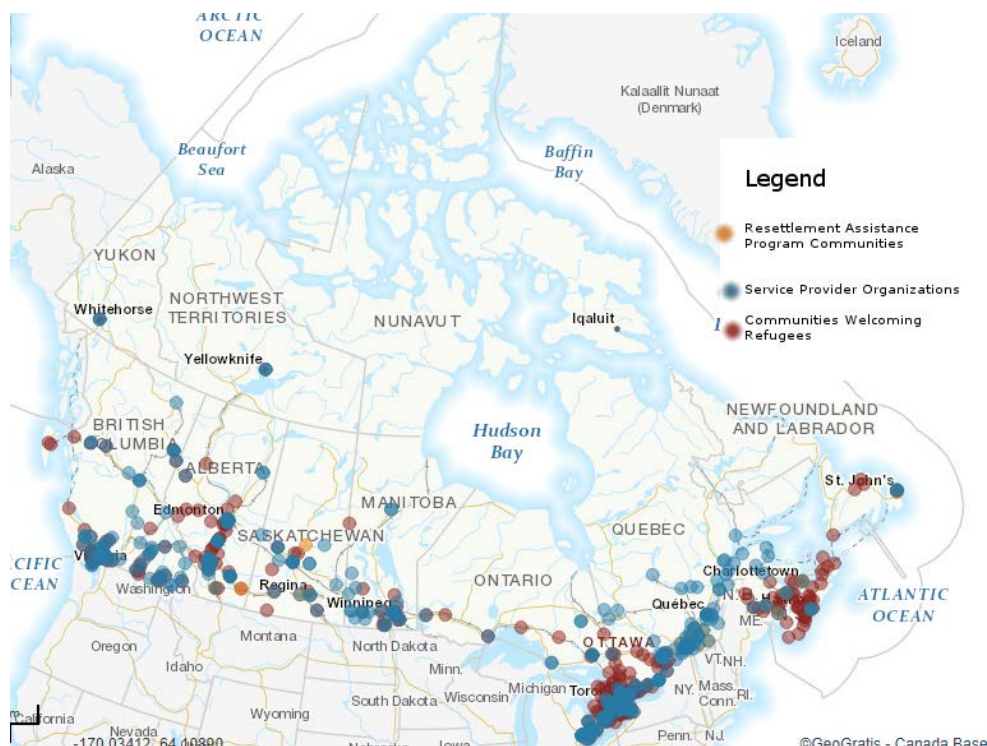 ARCTIC
OCEAN
Iceland
Kalaallit Nunaat
(Denmark)
Beaufort
Sea
Baffin
Bay
Alaska
Legend
Resettlement Assistance
Program Communities
Service Provider Organizations
Communities Welcoming
Refugees
YUKON
Whitehorse
NORTHWEST
TERRITORIES
NUNAVUT
Iqaluit
Yellowknife
BRITISH
COLUMBIA
ALBERTA
Hudson
Bay
NEWFOUNDLAND
AND LABRADOR
St. John's
Edmonton
MANITOBA
SASKATCHEWAN
QUEBEC
ONTARIO
CIFIC
CEAN
Washington
Regina
Winnipeg
Charlottetown
Québec
N.B.
ME.
ATLANTIC
OCEAN
OTTAWA
Oregon
Idaho
Montana
North Dakota
Minn.
VT.
NH.
South Dakota
Wisconsin
Michigan
NY.
Mass.
RI.
Conn.
Wyoming
California
Nevada
Iowa
Penn.
NJ.
©GeoGratis - Canada Base